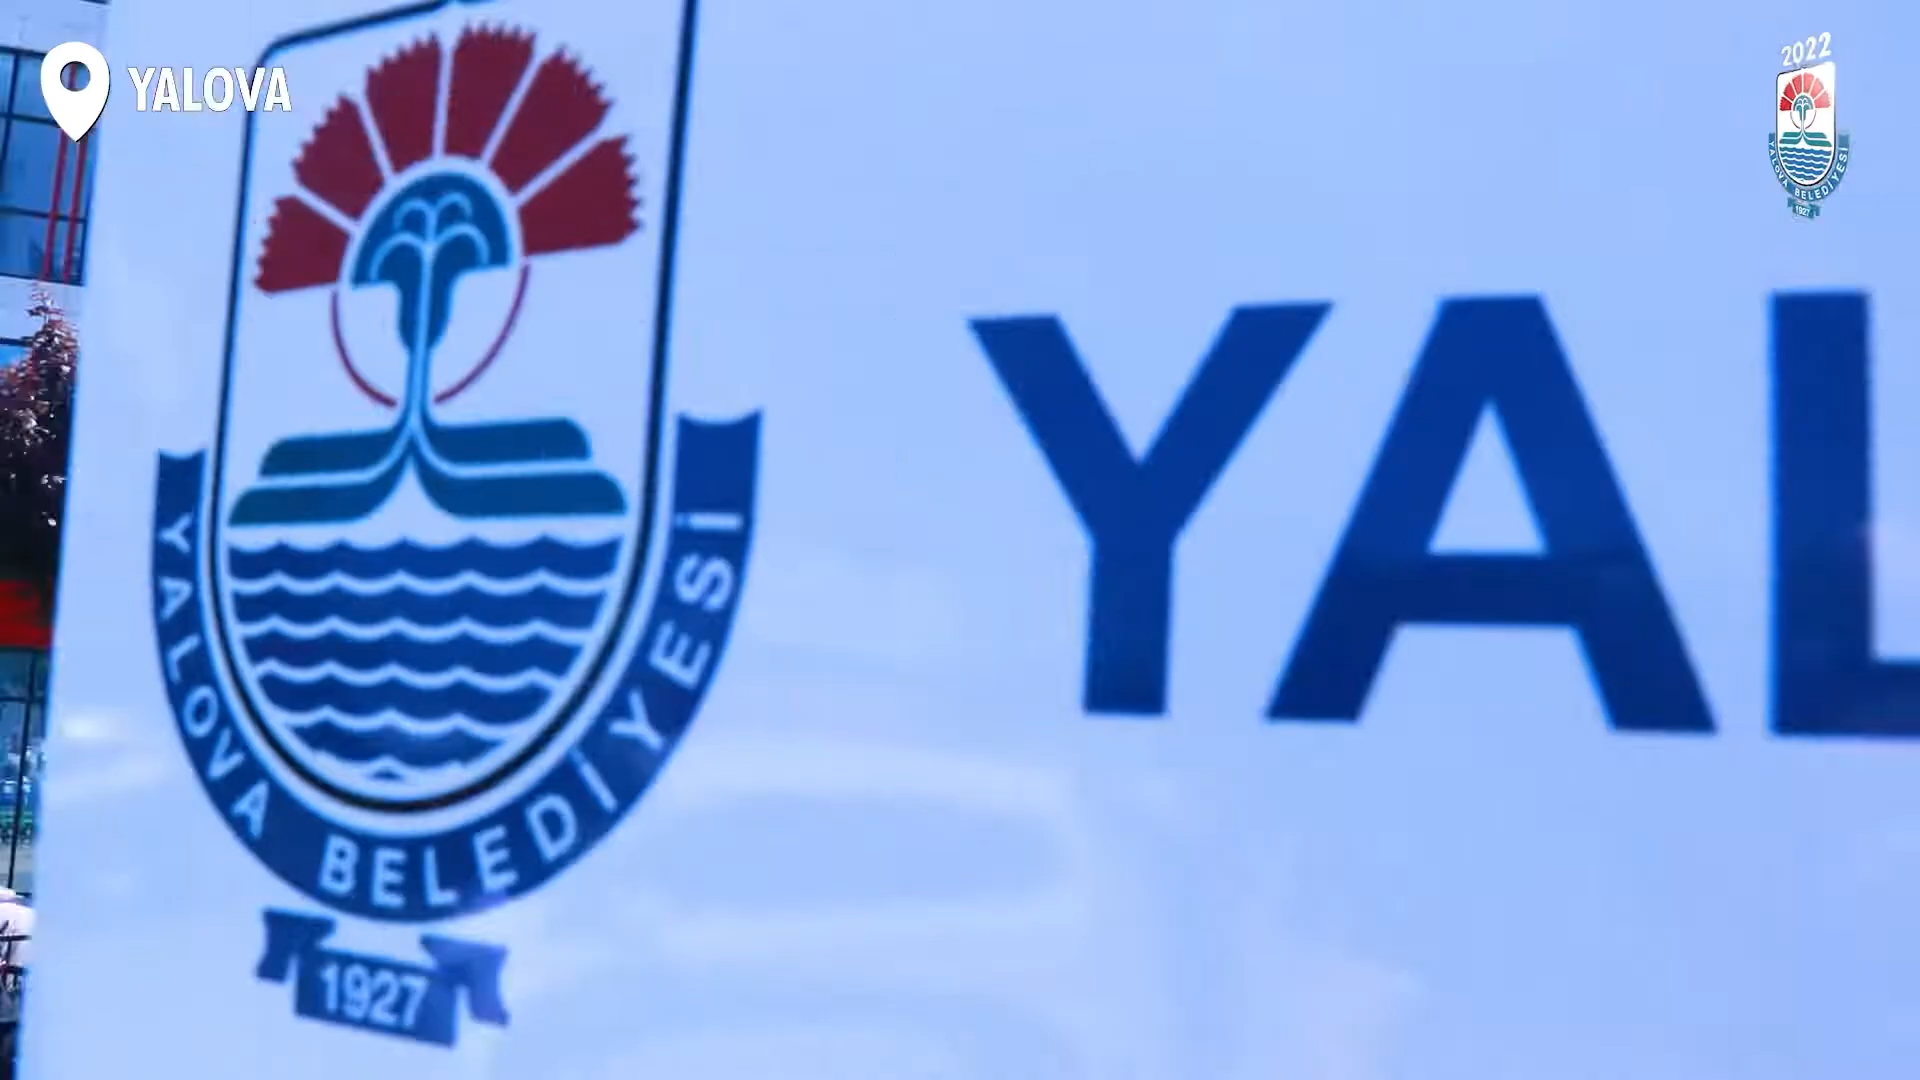 YALOVA
2022
YALOVA BELEDİYESİ
1927
YALOVA BELEDİYESİ
1927
YAL